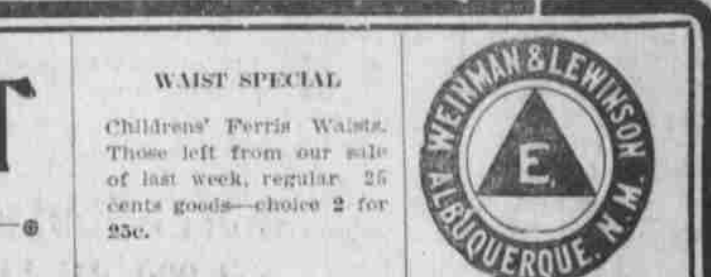 T
WAIST SPECIAL
Childrens' Ferris Waists.
Those left from our sale
of last week, regular 25
cents goods—choice 2 for
25c.
WEINMAN & LEWINSON
E.
ALBUQUERQUE, N. M.